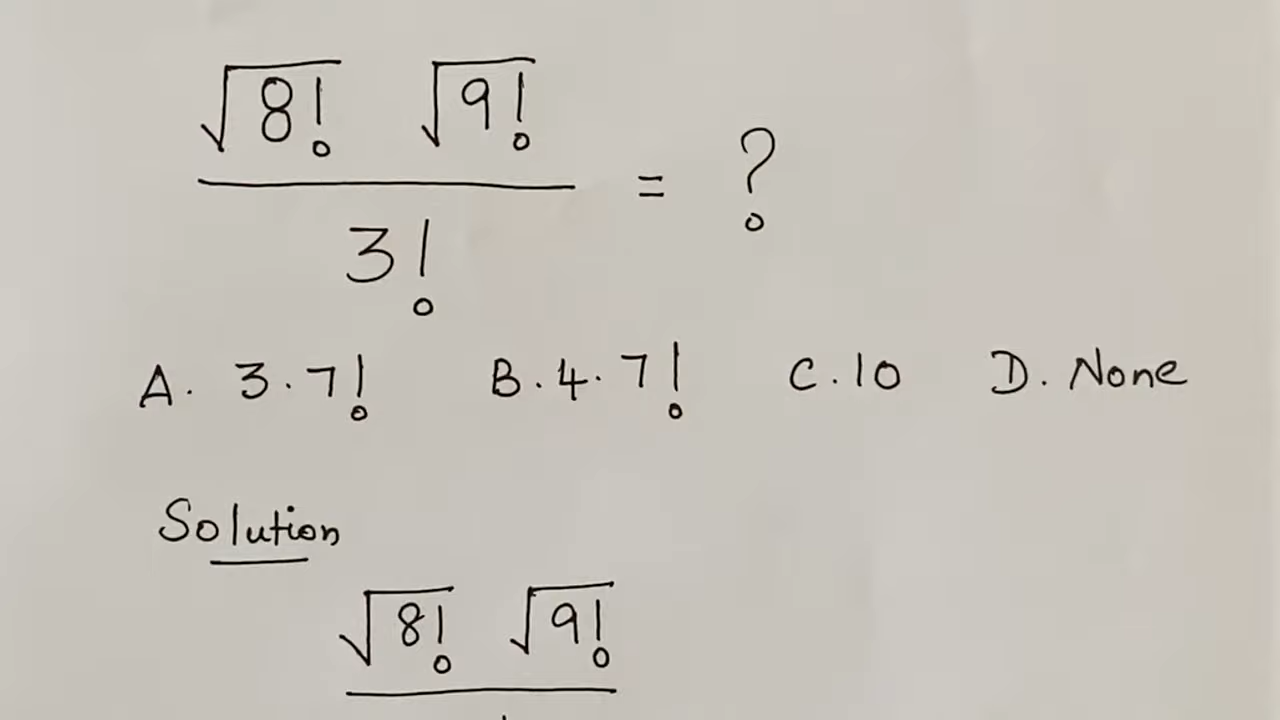 √8! √9!
3!
= ?
A. 3.7! B. 4.7! C. 10 D. None
Solution
√8! √9!